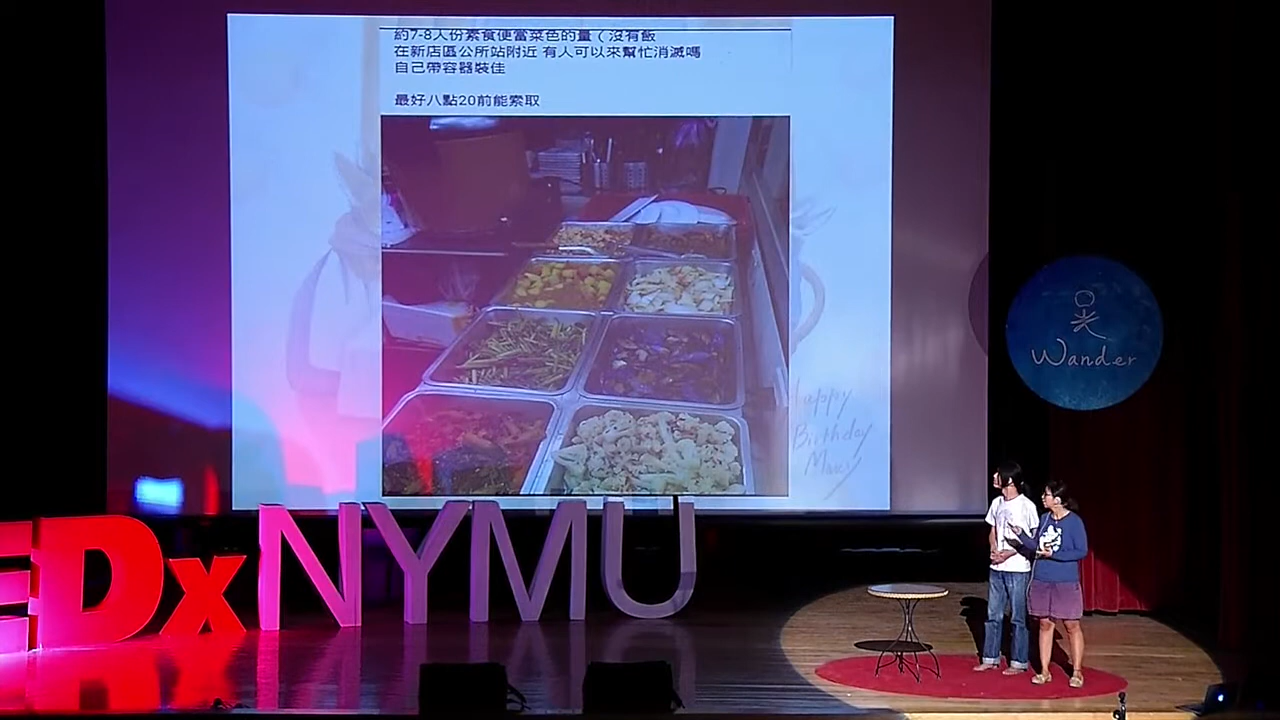 約7-8人份素食便當菜色的量（沒有飯
在新店區公所站附近 有人可以來幫忙消滅嗎
自己帶容器裝佳
最好八點20前能索取
Happy
Birthday
Mary
Wander
EDxNYMU